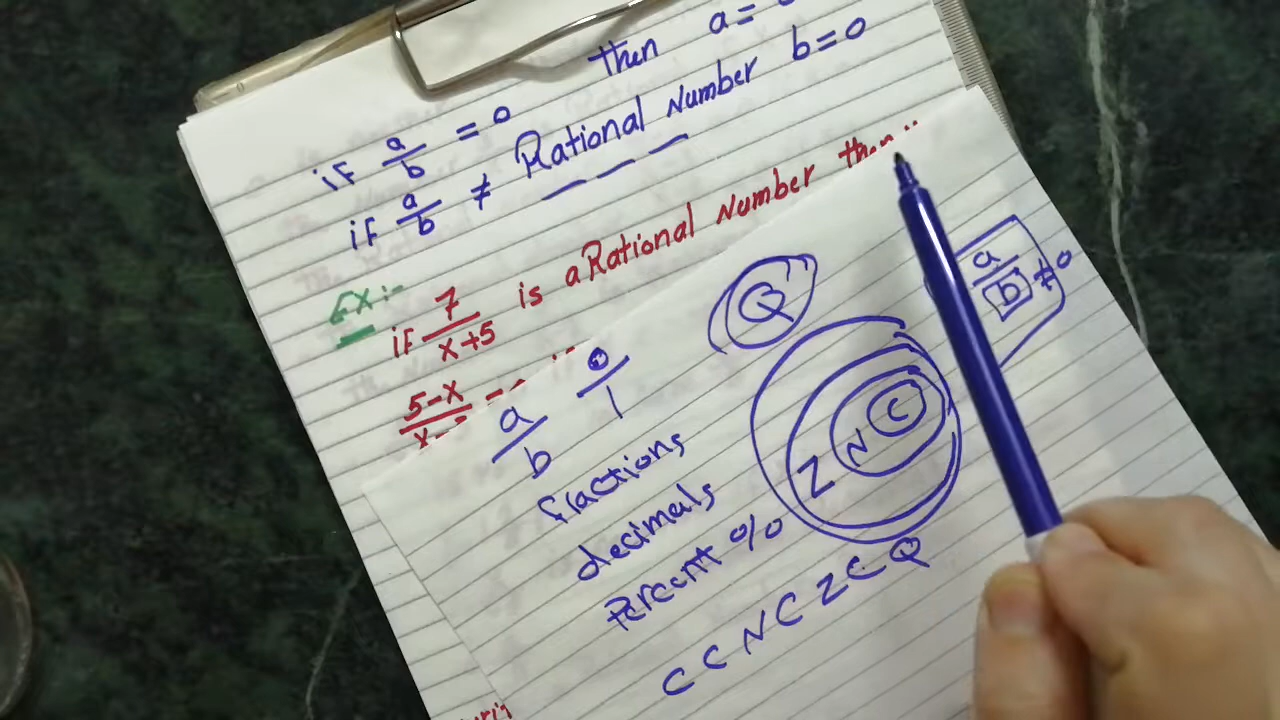 if a/b = 0 then a =
if a/b ≠ Rational Number b = 0
Ex:-
if 7/x+5 is a Rational Number then
5-x/x-
a/b 0/1
fractions
decimals
Percent %
Q
Z N C
a/b ≠ 0
C ⊂ N ⊂ Z ⊂ Q